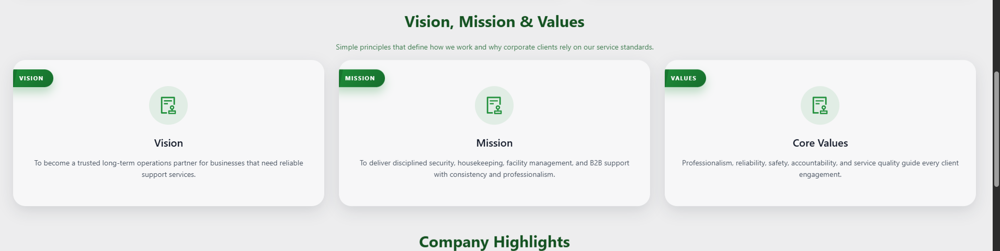 Vision, Mission & Values
Simple principles that define how we work and why corporate clients rely on our service standards.
VISION
Vision
To become a trusted long-term operations partner for businesses that need reliable
support services.
MISSION
Mission
To deliver disciplined security, housekeeping, facility management, and B2B support
with consistency and professionalism.
VALUES
Core Values
Professionalism, reliability, safety, accountability, and service quality guide every client
engagement.
Company Highlights